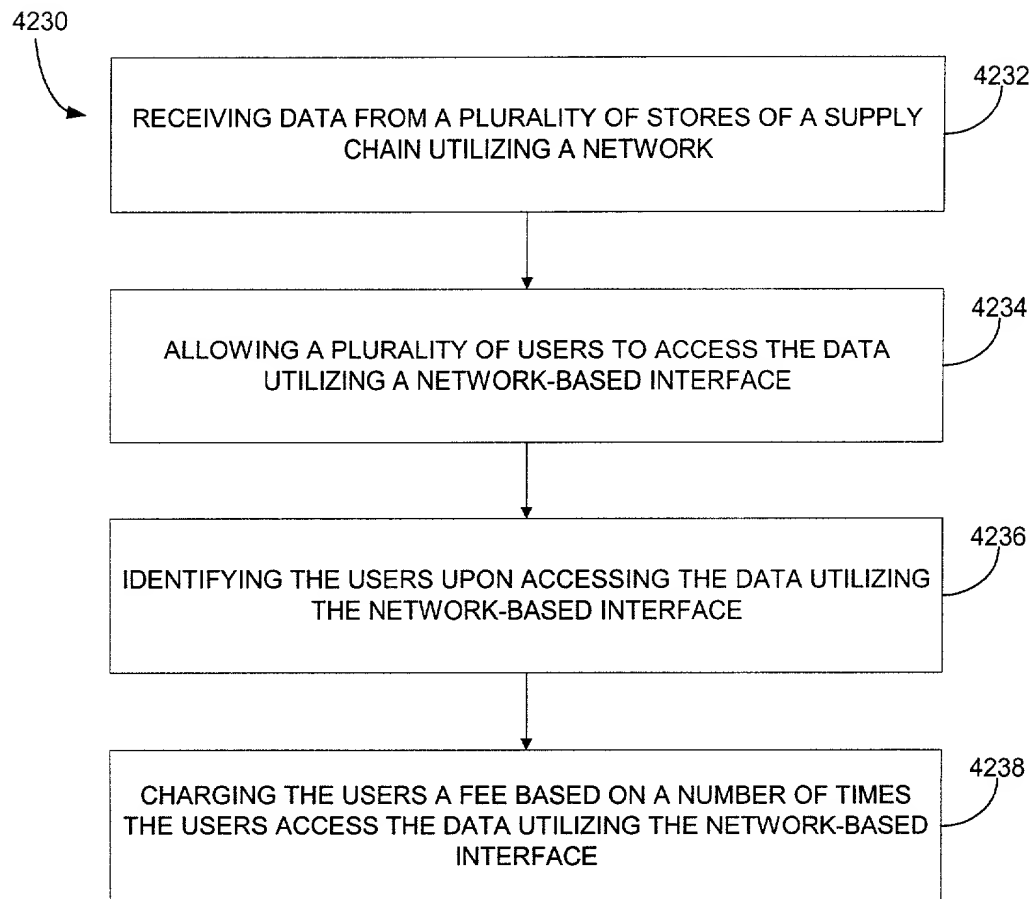 4230
4232
RECEIVING DATA FROM A PLURALITY OF STORES OF A SUPPLY
CHAIN UTILIZING A NETWORK
4234
ALLOWING A PLURALITY OF USERS TO ACCESS THE DATA
UTILIZING A NETWORK-BASED INTERFACE
4236
IDENTIFYING THE USERS UPON ACCESSING THE DATA UTILIZING
THE NETWORK-BASED INTERFACE
4238
CHARGING THE USERS A FEE BASED ON A NUMBER OF TIMES
THE USERS ACCESS THE DATA UTILIZING THE NETWORK-BASED
INTERFACE